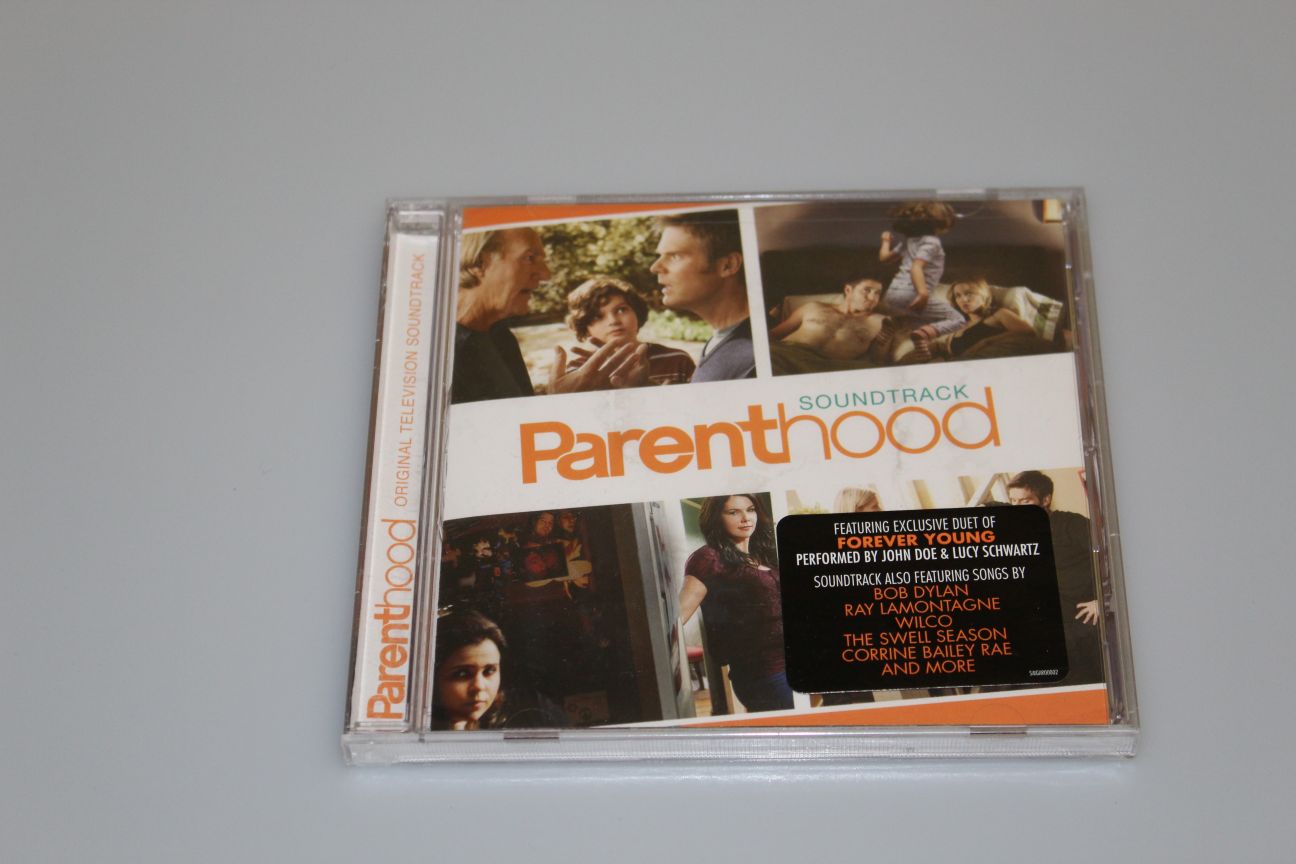 Parenthood ORIGINAL TELEVISION SOUNDTRACK
SOUNDTRACK
Parenthood
FEATURING EXCLUSIVE DUET OF
FOREVER YOUNG
PERFORMED BY JOHN DOE & LUCY SCHWARTZ
SOUNDTRACK ALSO FEATURING SONGS BY
BOB DYLAN
RAY LAMONTAGNE
WILCO
THE SWELL SEASON
CORRINE BAILEY RAE
AND MORE